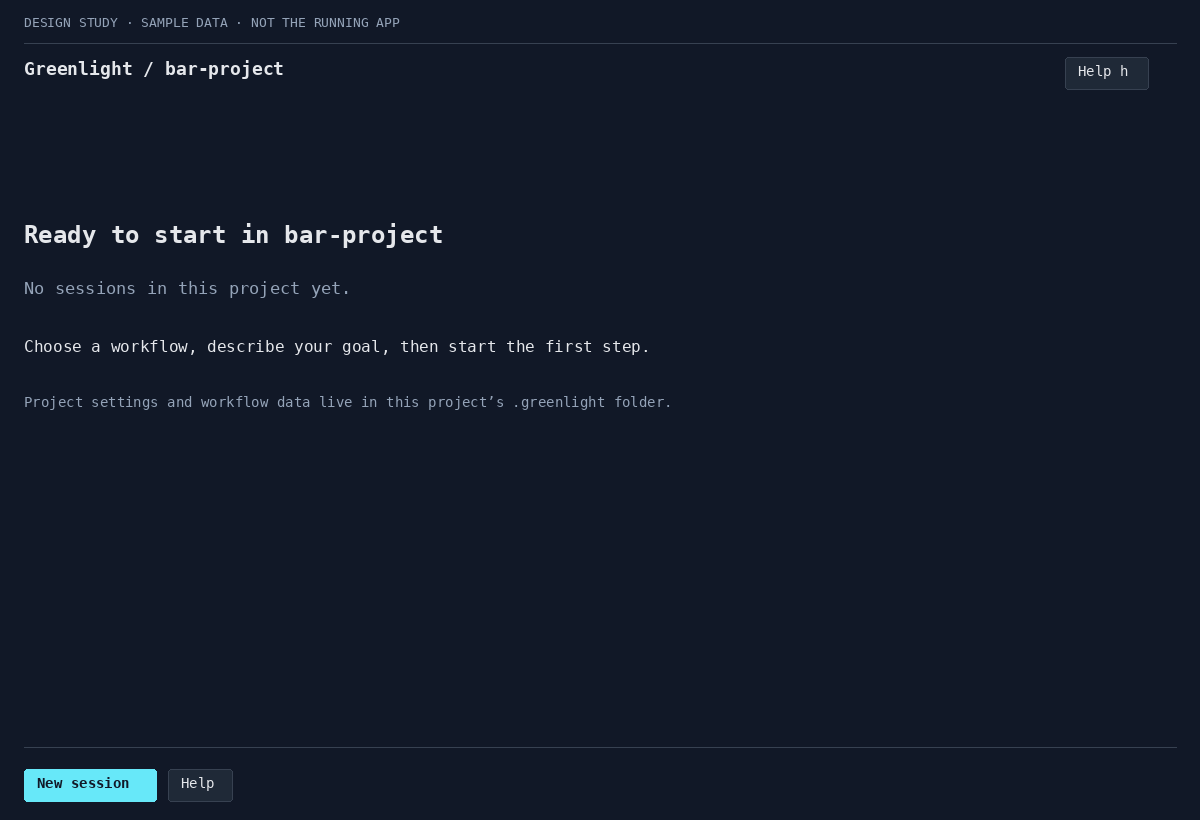 DESIGN STUDY · SAMPLE DATA · NOT THE RUNNING APP
Greenlight / bar-project
Help h
Ready to start in bar-project
No sessions in this project yet.
Choose a workflow, describe your goal, then start the first step.
Project settings and workflow data live in this project’s .greenlight folder.
New session
Help